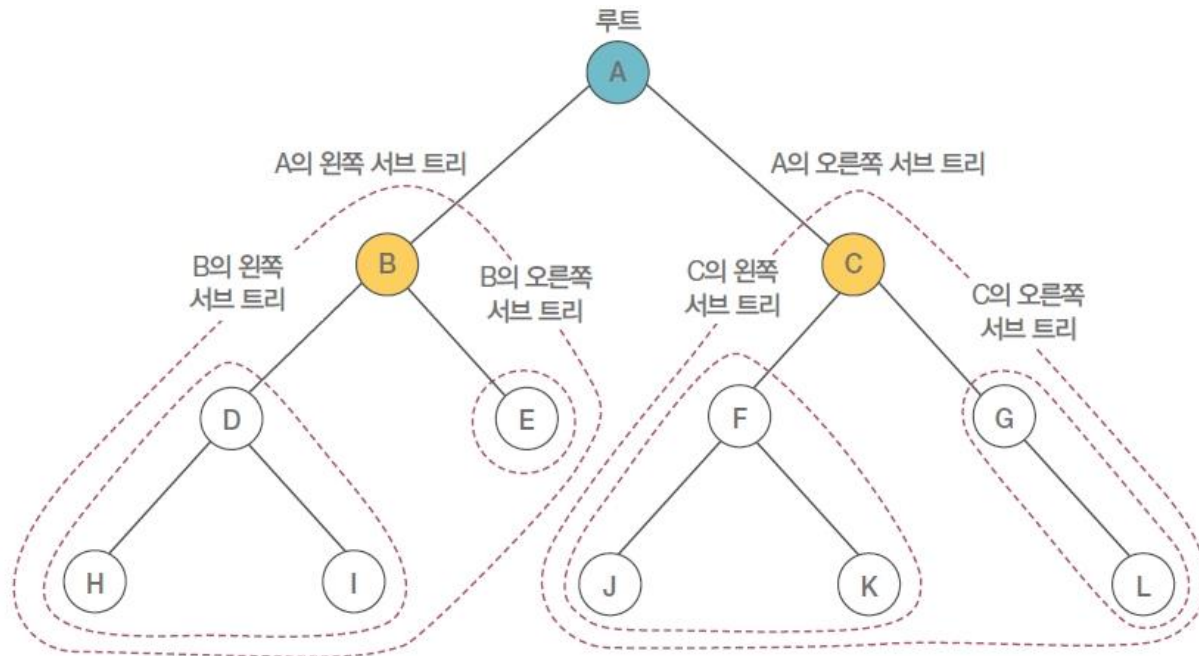 루트
A
A의 왼쪽 서브 트리
A의 오른쪽 서브 트리
B의 왼쪽
서브 트리
B
B의 오른쪽
서브 트리
C의 왼쪽
서브 트리
C
C의 오른쪽
서브 트리
D
E
F
G
H
I
J
K
L